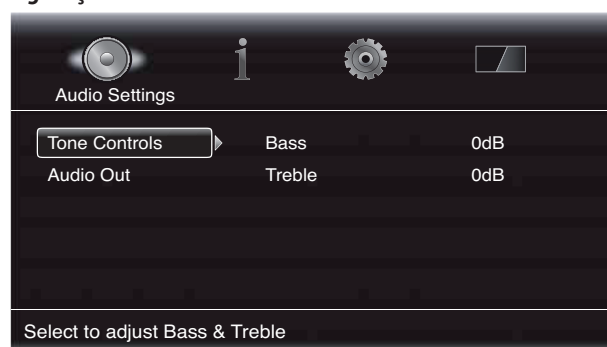 Audio Settings
Tone Controls Bass 0dB
Audio Out Treble 0dB
Select to adjust Bass & Treble